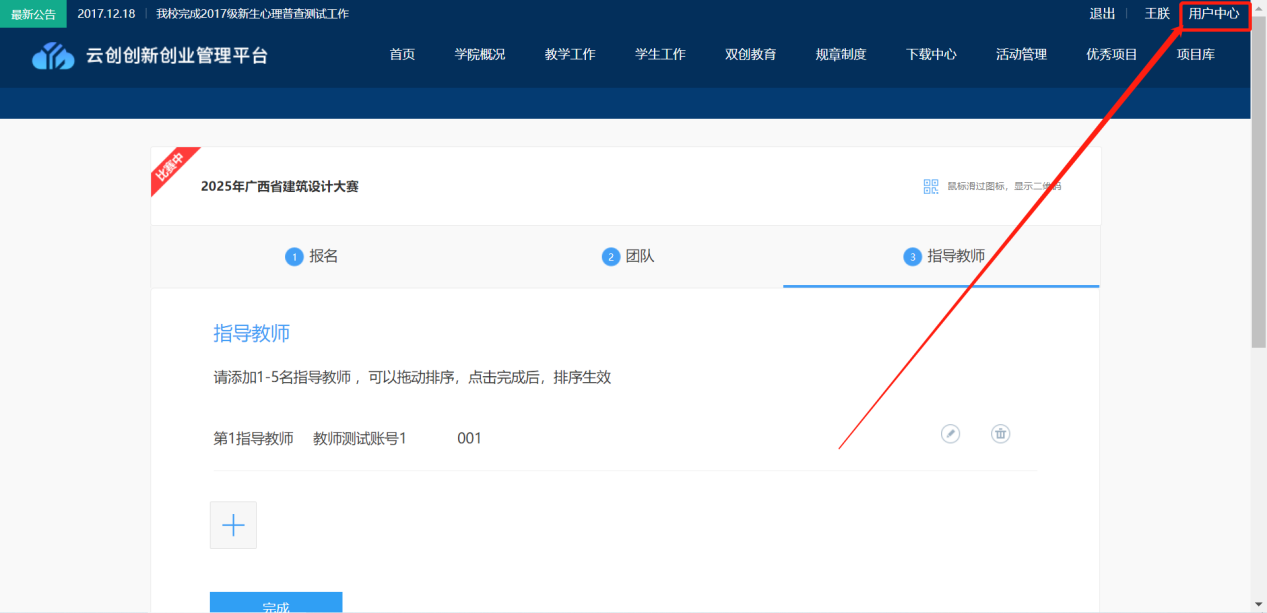 最新公告 2017.12.18 我校完成2017级新生心理普查测试工作 退出 王朕 用户中心
云创创新创业管理平台 首页 学院概况 教学工作 学生工作 双创教育 规章制度 下载中心 活动管理 优秀项目 项目库
比赛中
2025年广西省建筑设计大赛 鼠标滑过图标，显示二维码
1 报名 2 团队 3 指导教师
指导教师
请添加1-5名指导教师 ，可以拖动排序，点击完成后，排序生效
第1指导教师 教师测试账号1 001
完成